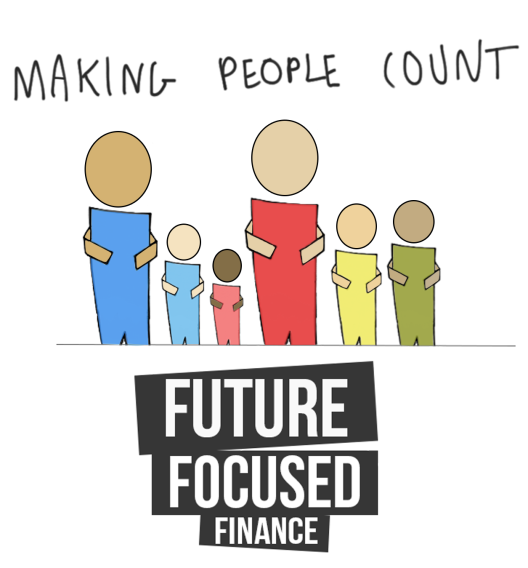 MAKING PEOPLE COUNT
FUTURE
FOCUSED
FINANCE